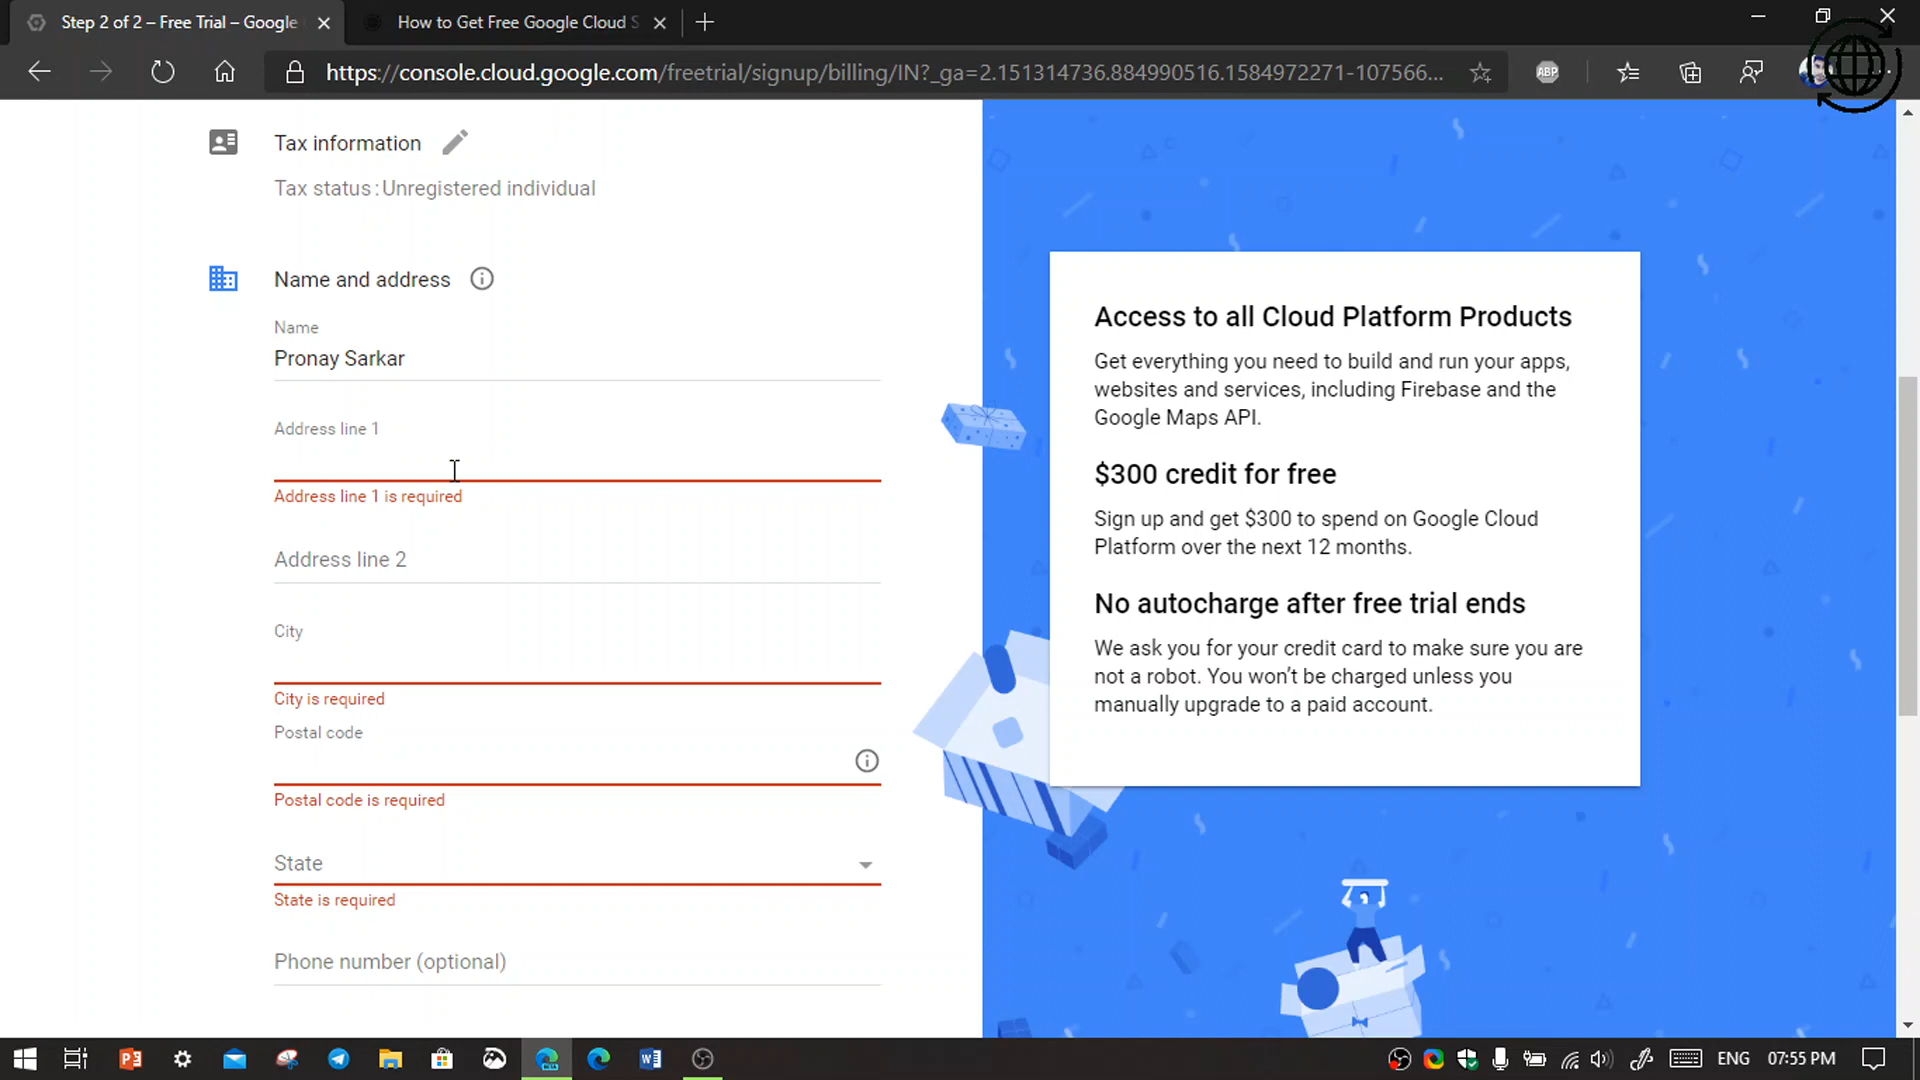 Step 2 of 2 – Free Trial – Google
How to Get Free Google Cloud S
https://console.cloud.google.com/freetrial/signup/billing/IN?_ga=2.151314736.884990516.1584972271-107566...
ABP
Tax information
Tax status : Unregistered individual
Name and address
Name
Pronay Sarkar
Address line 1
Address line 1 is required
Address line 2
City
City is required
Postal code
Postal code is required
State
State is required
Phone number (optional)
Access to all Cloud Platform Products
Get everything you need to build and run your apps,
websites and services, including Firebase and the
Google Maps API.
$300 credit for free
Sign up and get $300 to spend on Google Cloud
Platform over the next 12 months.
No autocharge after free trial ends
We ask you for your credit card to make sure you are
not a robot. You won't be charged unless you
manually upgrade to a paid account.
ENG
07:55 PM